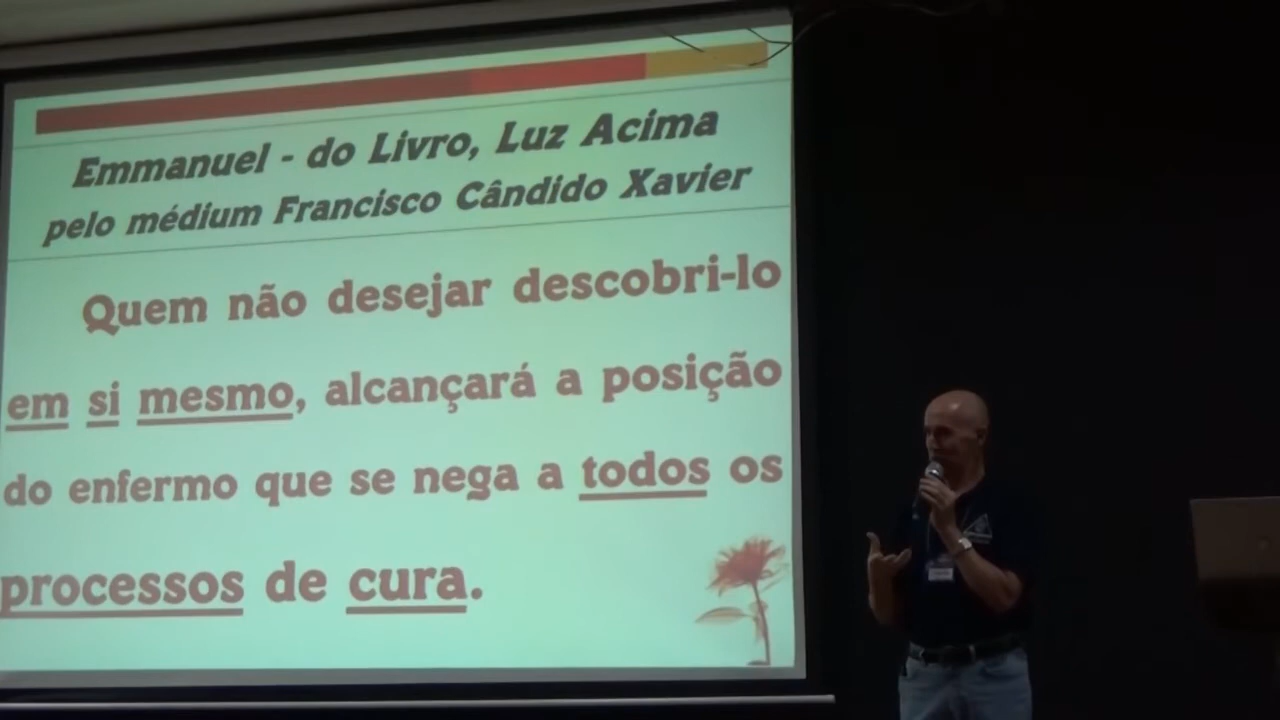 Emmanuel - do Livro, Luz Acima
pelo médium Francisco Cândido Xavier
Quem não desejar descobri-lo
em si mesmo, alcançará a posição
do enfermo que se nega a todos os
processos de cura.